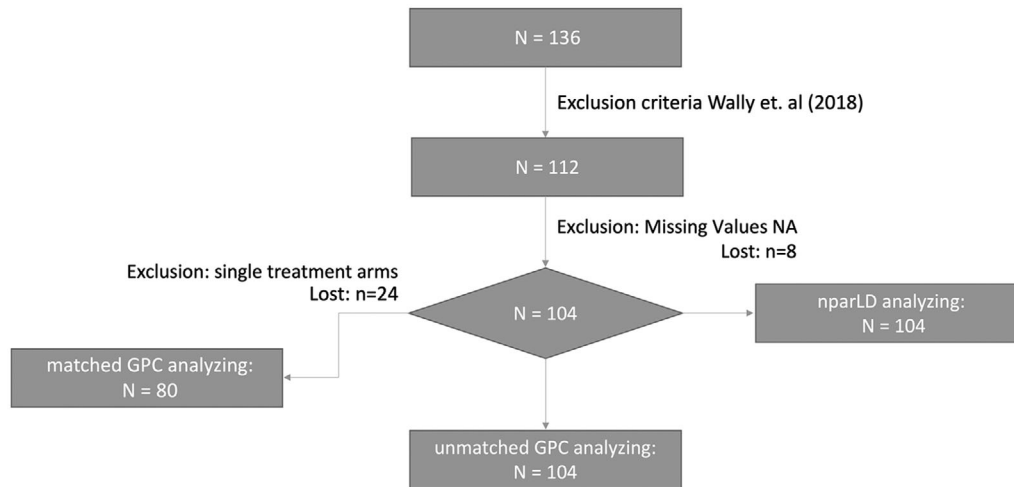 N = 136
Exclusion criteria Wally et. al (2018)
N = 112
Exclusion: Missing Values NA
Lost: n=8
Exclusion: single treatment arms
Lost: n=24
N = 104
nparLD analyzing:
N = 104
matched GPC analyzing:
N = 80
unmatched GPC analyzing:
N = 104